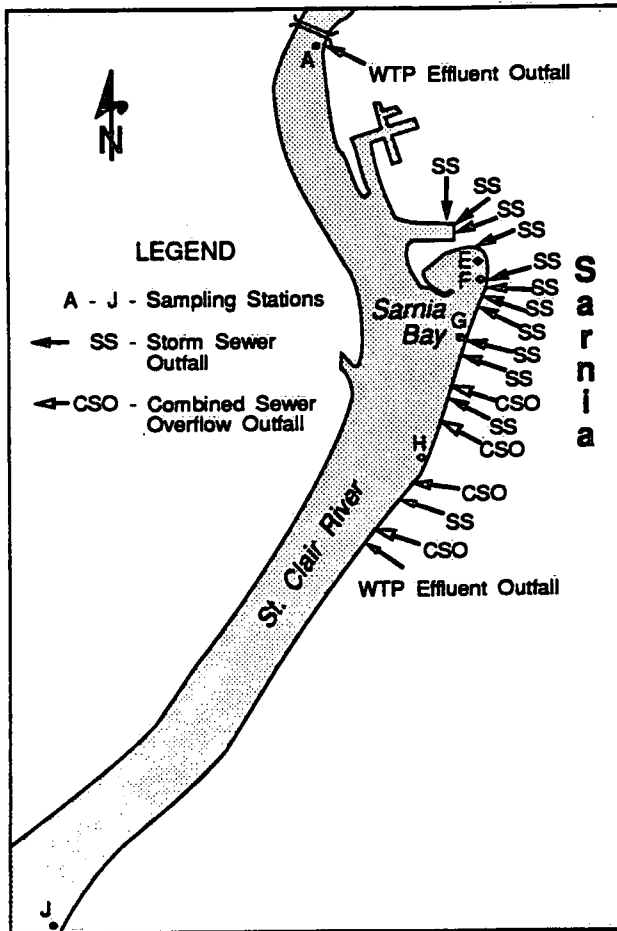 A
WTP Effluent Outfall
N
SS
SS
SS
SS
LEGEND
A - J - Sampling Stations
SS - Storm Sewer
Outfall
CSO - Combined Sewer
Overflow Outfall
E
F
SS
SS
SS
SS
Sarnia
Bay
G
SS
SS
CSO
SS
CSO
H
CSO
SS
CSO
WTP Effluent Outfall
St. Clair River
J
Sarnia